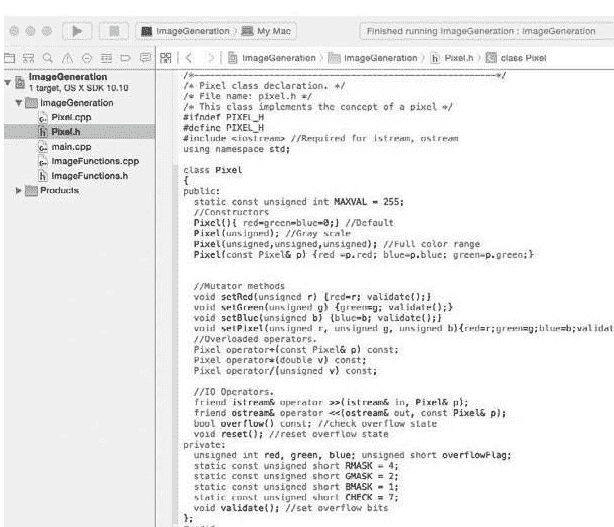 ImageGeneration
My Mac
Finished running ImageGeneration : ImageGeneration
ImageGeneration
ImageGeneration
Pixel.h
class Pixel
ImageGeneration
1 target, OS X SDK 10.10
ImageGeneration
Pixel.cpp
Pixel.h
main.cpp
ImageFunctions.cpp
ImageFunctions.h
Products
/*--------------------------------------------------*/
/* Pixel class declaration. */
/* File name: pixel.h */
/* This class implements the concept of a pixel */
#ifndef PIXEL_H
#define PIXEL_H
#include <iostream> //Required for istream, ostream
using namespace std;
class Pixel
{
public:
static const unsigned int MAXVAL = 255;
//Constructors
Pixel(){ red=green=blue=0;} //Default
Pixel(unsigned); //Gray scale
Pixel(unsigned,unsigned,unsigned); //Full color range
Pixel(const Pixel& p) {red =p.red; blue=p.blue; green=p.green;}
//Mutator methods
void setRed(unsigned r) {red=r; validate();}
void setGreen(unsigned g) {green=g; validate();}
void setBlue(unsigned b) {blue=b; validate();}
void setPixel(unsigned r, unsigned g, unsigned b){red=r;green=g;blue=b;validat
//Overloaded operators.
Pixel operator+(const Pixel& p) const;
Pixel operator*(double v) const;
Pixel operator/(unsigned v) const;
//IO Operators.
friend istream& operator >>(istream& in, Pixel& p);
friend ostream& operator <<(ostream& out, const Pixel& p);
bool overflow() const; //check overflow state
void reset(); //reset overflow state
private:
unsigned int red, green, blue; unsigned short overflowFlag;
static const unsigned short RMASK = 4;
static const unsigned short GMASK = 2;
static const unsigned short BMASK = 1;
static const unsigned short CHECK = 7;
void validate(); //set overflow bits
};